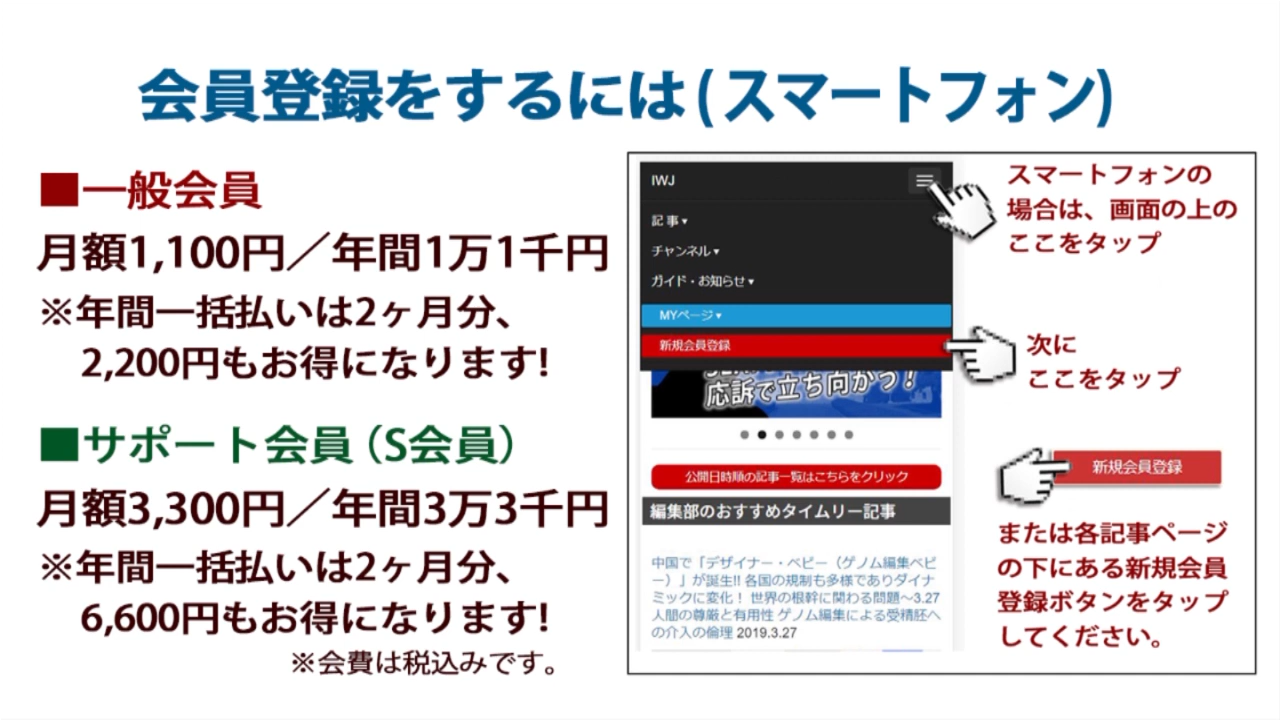 会員登録をするには(スマートフォン)
■一般会員
月額1,100円／年間1万1千円
※年間一括払いは2ヶ月分、
2,200円もお得になります!
■サポート会員（S会員）
月額3,300円／年間3万3千円
※年間一括払いは2ヶ月分、
6,600円もお得になります!
※会費は税込みです。
IWJ
記事▾
チャンネル▾
ガイド・お知らせ▾
MYページ▾
新規会員登録
応訴で立ち向かう！
公開日時順の記事一覧はこちらをクリック
編集部のおすすめタイムリー記事
中国で「デザイナー・ベビー（ゲノム編集ベビ
ー）」が誕生!! 各国の規制も多様でありダイナ
ミックに変化！ 世界の根幹に関わる問題～3.27
人間の尊厳と有用性 ゲノム編集による受精胚へ
の介入の倫理 2019.3.27
スマートフォンの
場合は、画面の上の
ここをタップ
次に
ここをタップ
新規会員登録
または各記事ページ
の下にある新規会員
登録ボタンをタップ
してください。